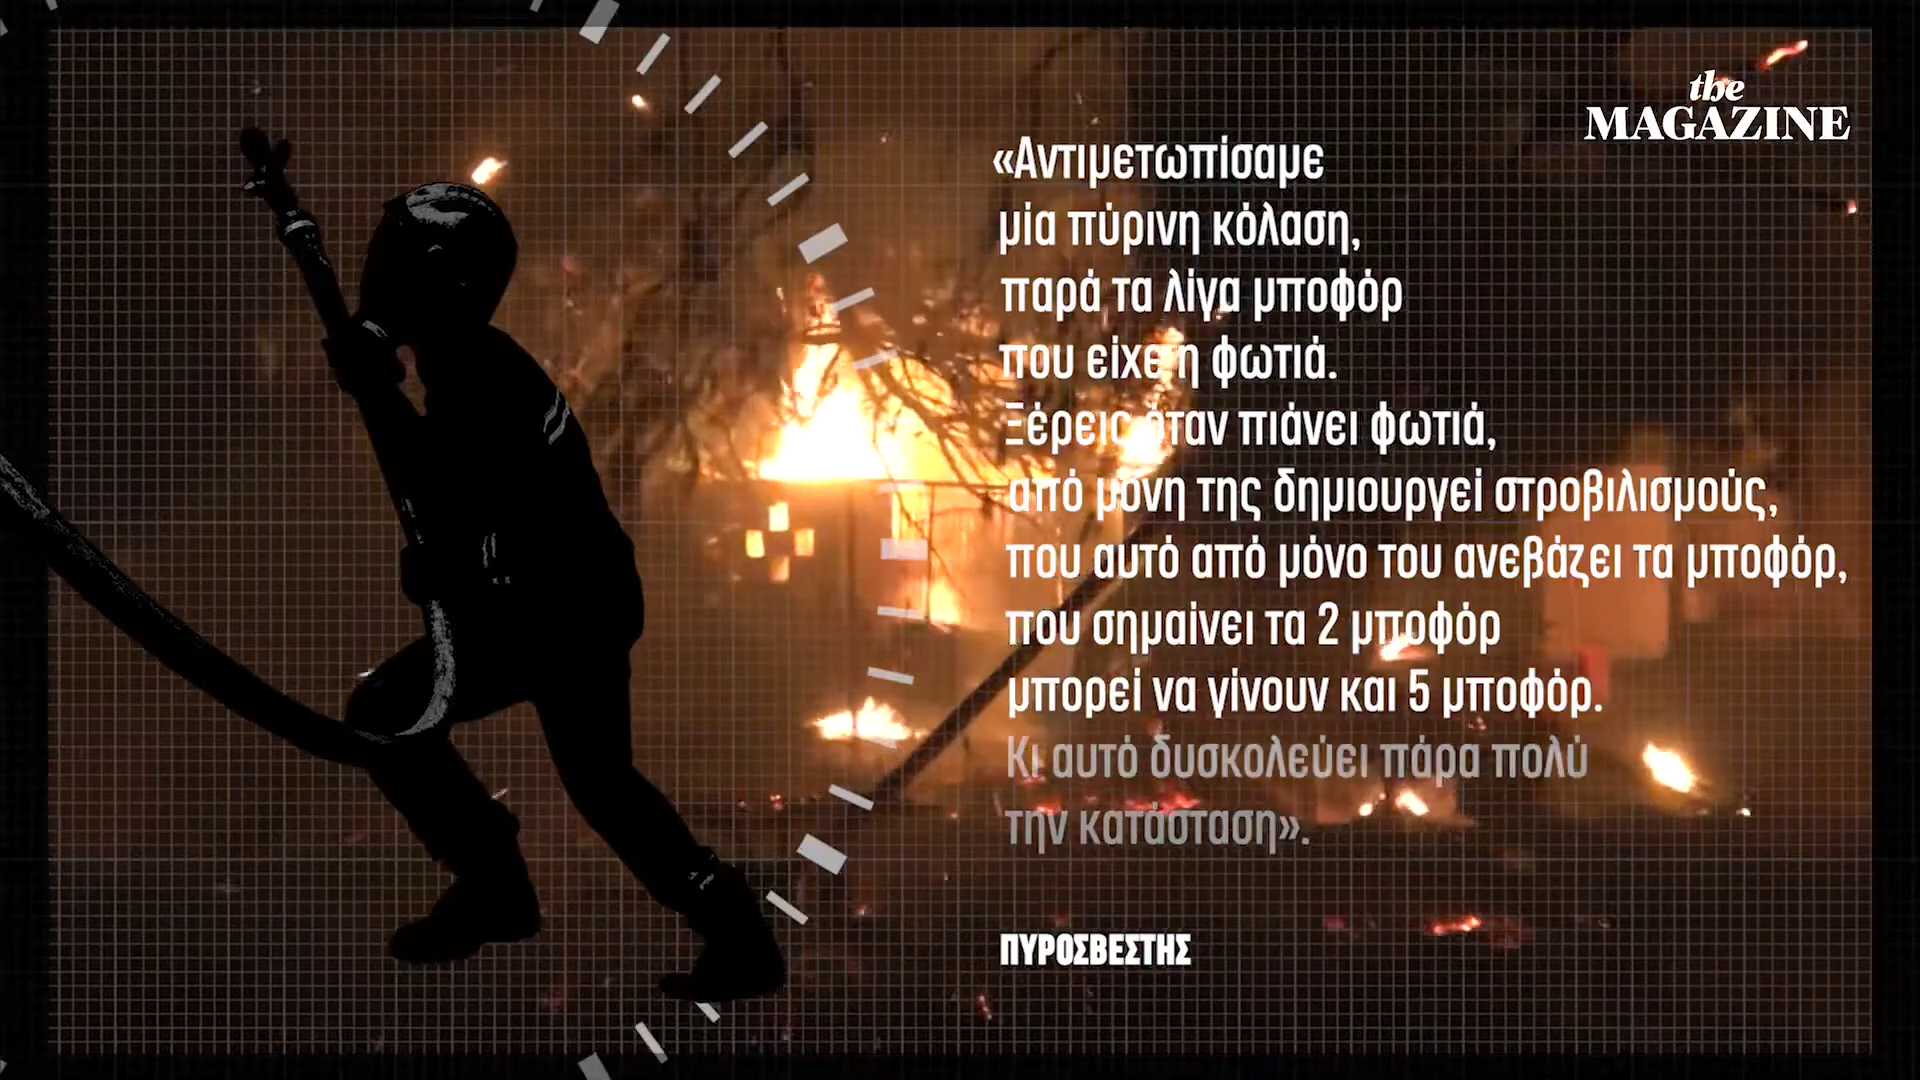 the
MAGAZINE
«Αντιμετωπίσαμε
μία πύρινη κόλαση,
παρά τα λίγα μποφόρ
που είχε η φωτιά.
Ξέρεις όταν πιάνει φωτιά,
από μόνη της δημιουργεί στροβιλισμούς,
που αυτό από μόνο του ανεβάζει τα μποφόρ,
που σημαίνει τα 2 μποφόρ
μπορεί να γίνουν και 5 μποφόρ.
Κι αυτό δυσκολεύει πάρα πολύ
την κατάσταση».
ΠΥΡΟΣΒΕΣΤΗΣ